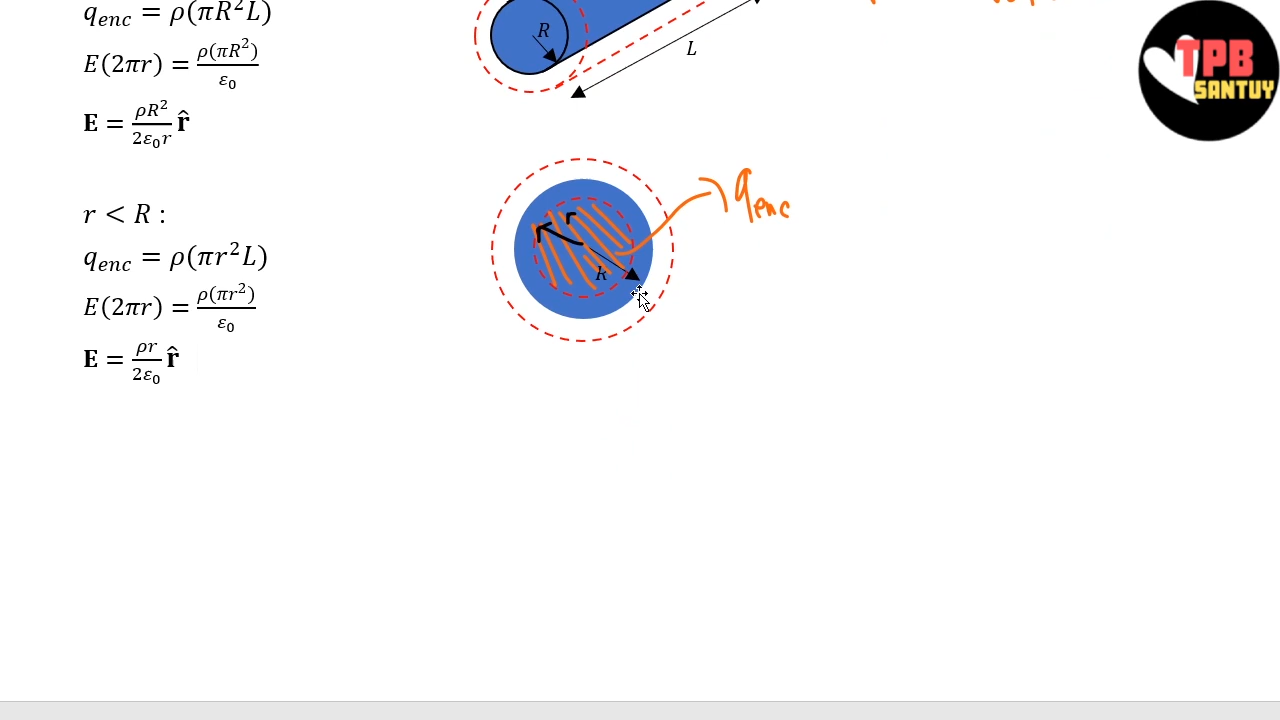 q_enc = ρ(πR²L)
E(2πr) = ρ(πR²)/ε₀
𝐄 = ρR²/2ε₀r 𝐫̂
r < R :
q_enc = ρ(πr²L)
E(2πr) = ρ(πr²)/ε₀
𝐄 = ρr/2ε₀ 𝐫̂
R
L
r
R
q_enc
TPB
SANTUY